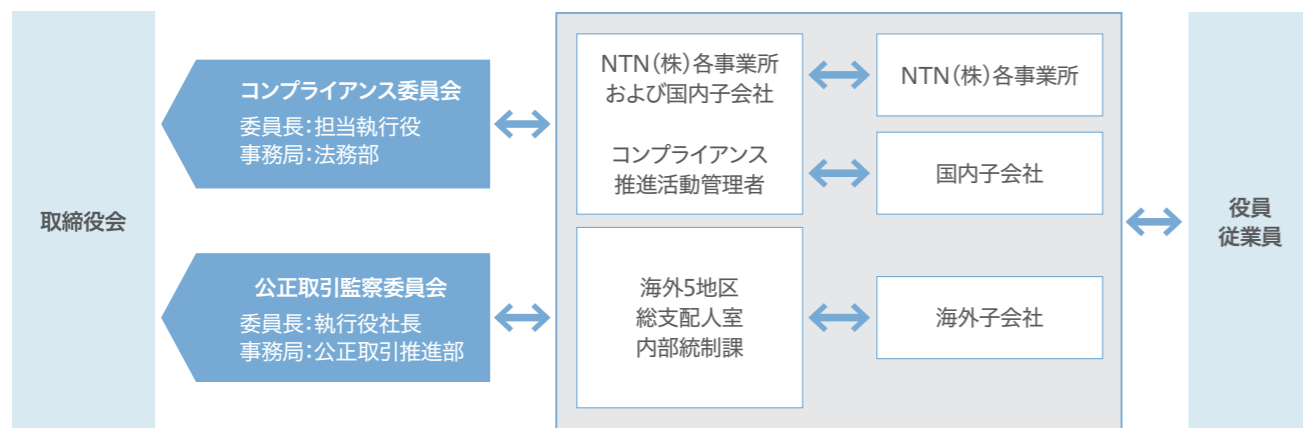 取締役会
コンプライアンス委員会
委員長：担当執行役
事務局：法務部
公正取引監察委員会
委員長：執行役社長
事務局：公正取引推進部
NTN（株）各事業所
および国内子会社
コンプライアンス
推進活動管理者
海外5地区
総支配人室
内部統制課
NTN（株）各事業所
国内子会社
海外子会社
役員
従業員